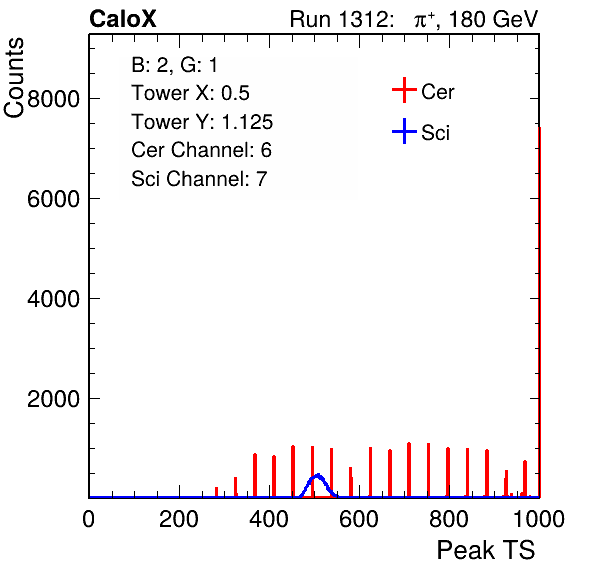 CaloX Run 1312: π⁺, 180 GeV
Counts
B: 2, G: 1
Tower X: 0.5
Tower Y: 1.125
Cer Channel: 6
Sci Channel: 7
Cer
Sci
8000
6000
4000
2000
0 200 400 600 800 1000
Peak TS